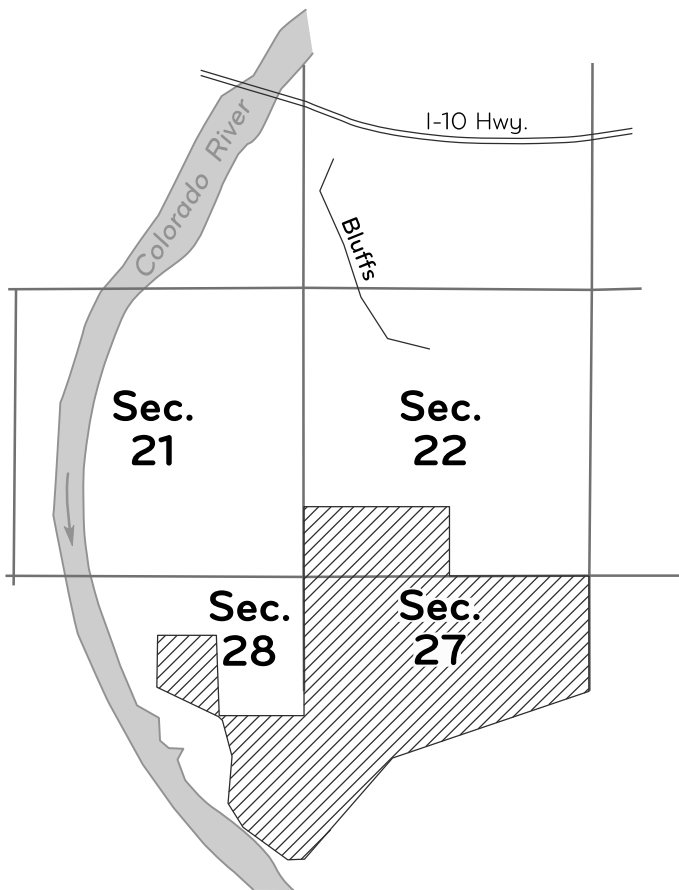 I-10 Hwy.
Colorado River
Bluffs
Sec.
21
Sec.
22
Sec.
28
Sec.
27